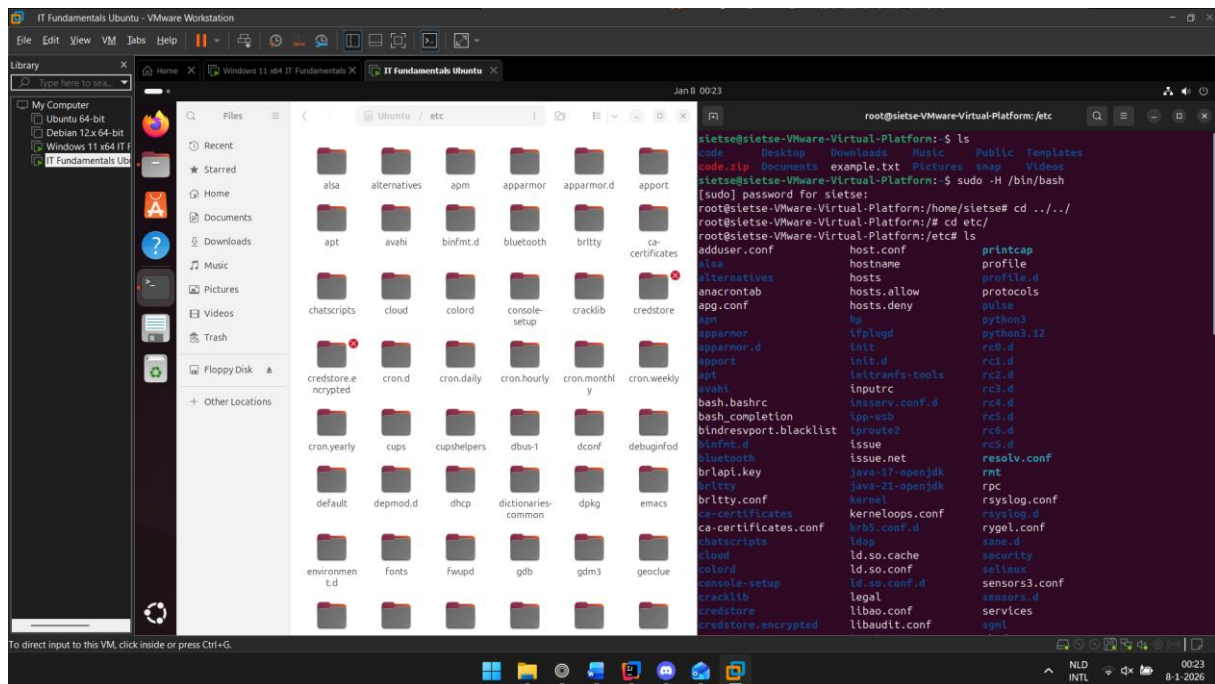 IT Fundamentals Ubuntu - VMware Workstation
File Edit View VM Tabs Help
Library
Type here to sea...
My Computer
Ubuntu 64-bit
Debian 12.x 64-bit
Windows 11 x64 IT F
IT Fundamentals Ub
Home
Windows 11 x64 IT Fundamentals
IT Fundamentals Ubuntu
Jan 8 00:23
Files
Recent
Starred
Home
Documents
Downloads
Music
Pictures
Videos
Trash
Floppy Disk
+ Other Locations
Ubuntu / etc
alsa alternatives apm apparmor apparmor.d apport
apt avahi binfmt.d bluetooth brltty ca-certificates
chatscripts cloud colord console-setup cracklib credstore
credstore.encrypted cron.d cron.daily cron.hourly cron.monthly cron.weekly
cron.yearly cups cupshelpers dbus-1 dconf debuginfod
default depmod.d dhcp dictionaries-common dpkg emacs
environment.d fonts fwupd gdb gdm3 geoclue
root@sietse-VMware-Virtual-Platform: /etc
sietse@sietse-VMware-Virtual-Platform:~$ ls
code Desktop Downloads Music Public Templates
code.zip Documents example.txt Pictures snap Videos
sietse@sietse-VMware-Virtual-Platform:~$ sudo -H /bin/bash
[sudo] password for sietse:
root@sietse-VMware-Virtual-Platform:/home/sietse# cd ../../
root@sietse-VMware-Virtual-Platform:/# cd etc/
root@sietse-VMware-Virtual-Platform:/etc# ls
adduser.conf host.conf printcap
alsa hostname profile
alternatives hosts profile.d
anacrontab hosts.allow protocols
apg.conf hosts.deny pulse
apm hp python3
apparmor ifplugd python3.12
apparmor.d init rc0.d
apport init.d rc1.d
apt initramfs-tools rc2.d
avahi inputrc rc3.d
bash.bashrc insserv.conf.d rc4.d
bash_completion ipp-usb rc5.d
bindresvport.blacklist iproute2 rc6.d
binfmt.d issue rcS.d
bluetooth issue.net resolv.conf
brlapi.key java-17-openjdk rmt
brltty java-21-openjdk rpc
brltty.conf kernel rsyslog.conf
ca-certificates kerneloops.conf rsyslog.d
ca-certificates.conf krb5.conf.d rygel.conf
chatscripts ldap sane.d
cloud ld.so.cache security
colord ld.so.conf selinux
console-setup ld.so.conf.d sensors3.conf
cracklib legal sensors.d
credstore libao.conf services
credstore.encrypted libaudit.conf sgml
To direct input to this VM, click inside or press Ctrl+G.
NLD
INTL
00:23
8-1-2026